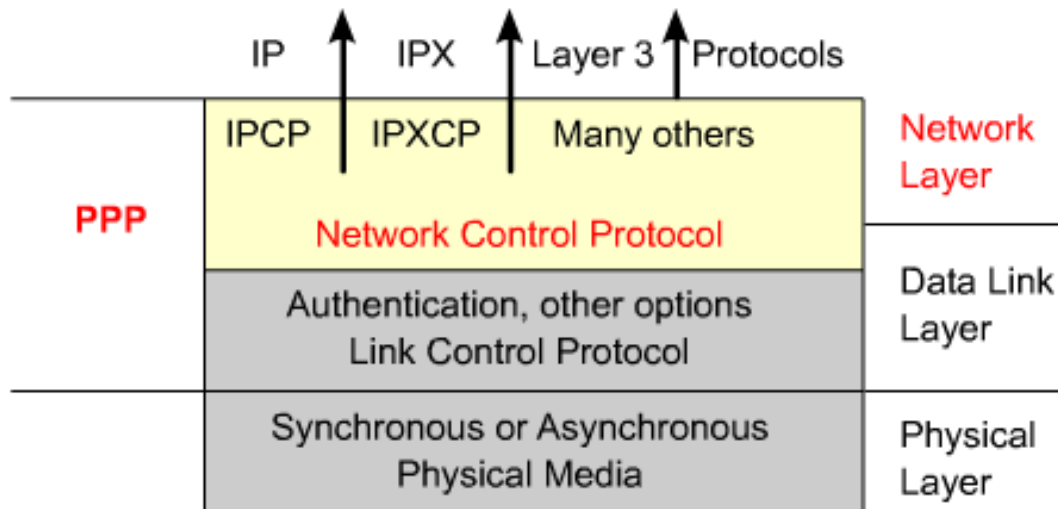 IP IPX Layer 3 Protocols
IPCP IPXCP Many others
Network
Layer
PPP
Network Control Protocol
Authentication, other options
Link Control Protocol
Data Link
Layer
Synchronous or Asynchronous
Physical Media
Physical
Layer